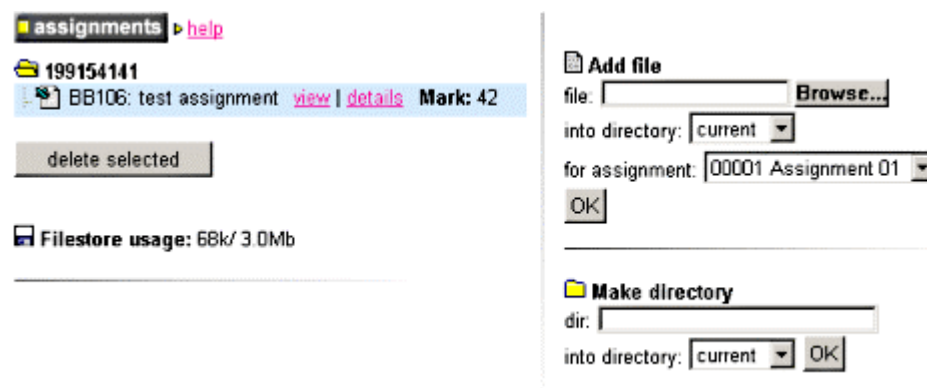 assignments help
199154141
BB106: test assignment view | details Mark: 42
delete selected
Filestore usage: 68k/ 3.0Mb
Add file
file: Browse...
into directory: current
for assignment: 00001 Assignment 01
OK
Make directory
dir:
into directory: current OK